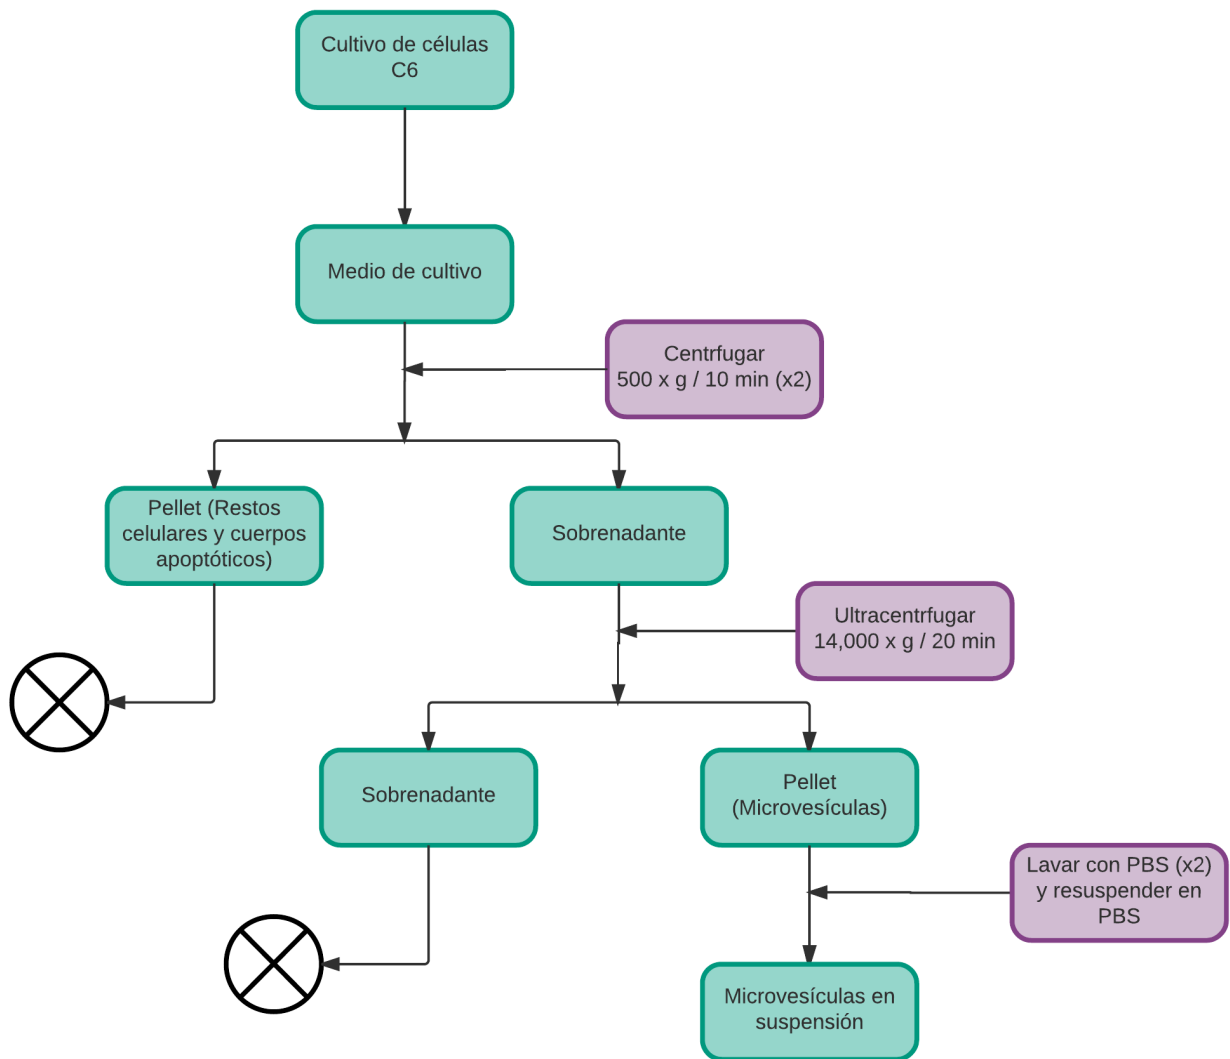 Cultivo de células
C6
Medio de cultivo
Centrfugar
500 x g / 10 min (x2)
Pellet (Restos
celulares y cuerpos
apoptóticos)
Sobrenadante
Ultracentrfugar
14,000 x g / 20 min
Sobrenadante
Pellet
(Microvesículas)
Lavar con PBS (x2)
y resuspender en
PBS
Microvesículas en
suspensión